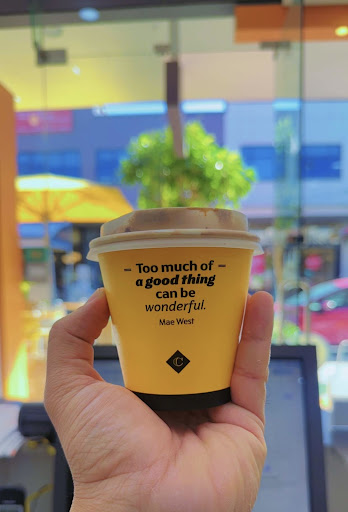 – Too much of –
a good thing
can be
wonderful.
Mae West
C